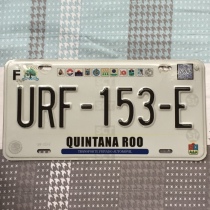 F
URF-153-E
QUINTANA ROO